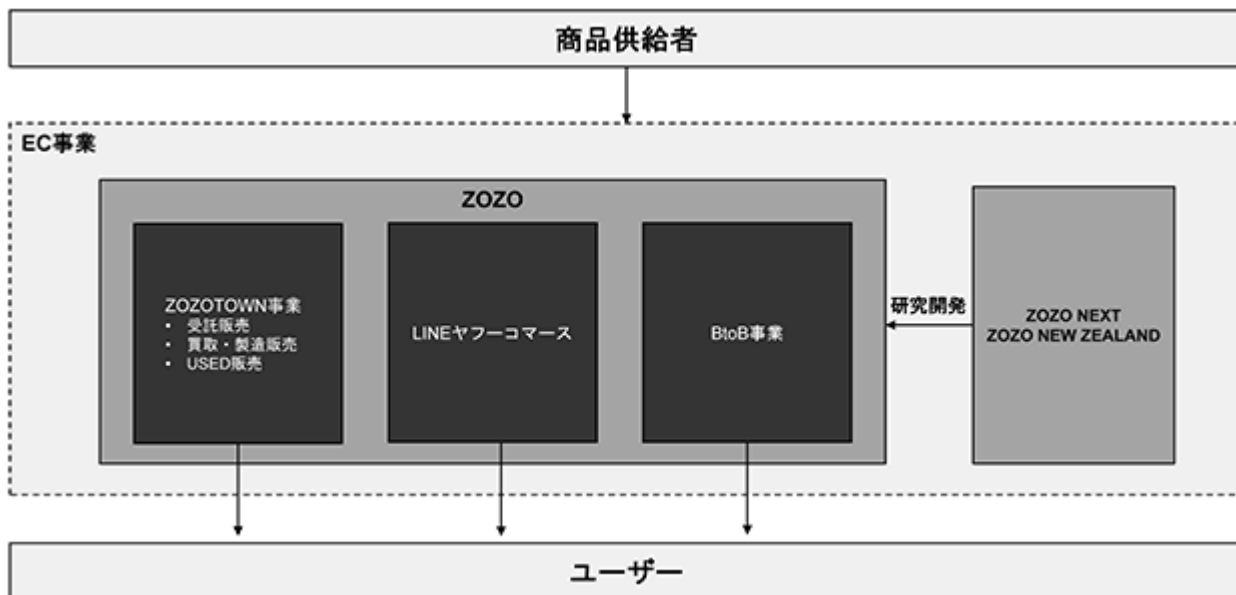 商品供給者
EC事業
ZOZO
ZOZOTOWN事業
• 受託販売
• 買取・製造販売
• USED販売
LINEヤフーコマース
BtoB事業
研究開発
ZOZO NEXT
ZOZO NEW ZEALAND
ユーザー